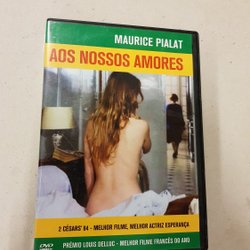 MAURICE PIALAT
AOS NOSSOS AMORES
2 CÉSARS' 84 - MELHOR FILME, MELHOR ACTRIZ ESPERANÇA
PRÉMIO LOUIS DELLUC - MELHOR FILME FRANCÊS DO ANO
DVD